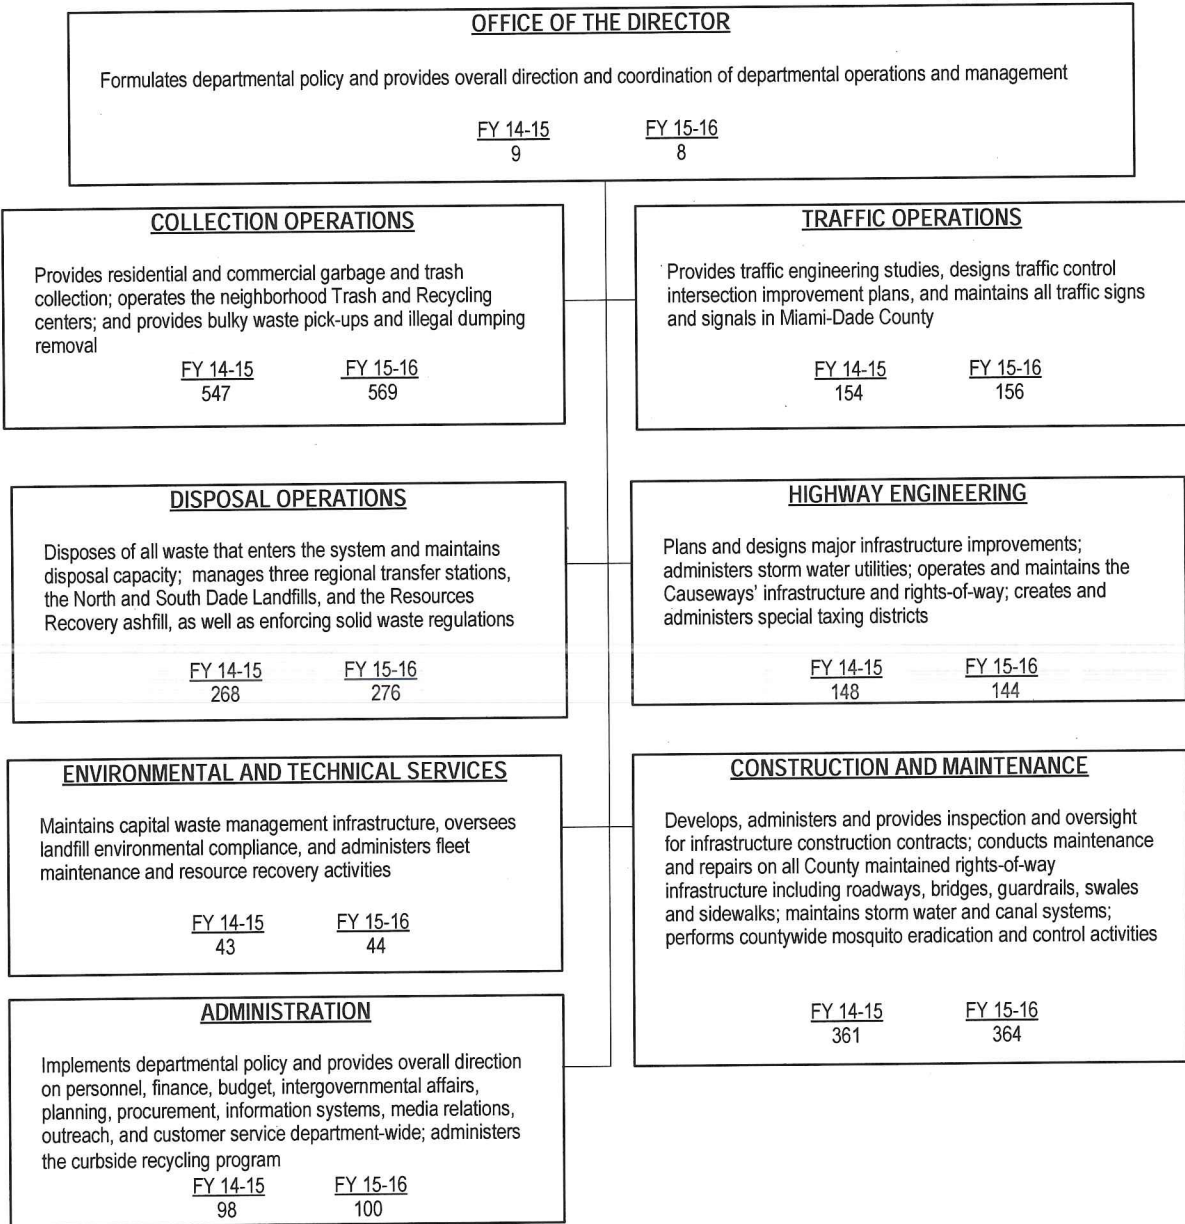 OFFICE OF THE DIRECTOR
Formulates departmental policy and provides overall direction and coordination of departmental operations and management
FY 14-15 FY 15-16
9 8
COLLECTION OPERATIONS
Provides residential and commercial garbage and trash
collection; operates the neighborhood Trash and Recycling
centers; and provides bulky waste pick-ups and illegal dumping
removal
FY 14-15 FY 15-16
547 569
TRAFFIC OPERATIONS
Provides traffic engineering studies, designs traffic control
intersection improvement plans, and maintains all traffic signs
and signals in Miami-Dade County
FY 14-15 FY 15-16
154 156
DISPOSAL OPERATIONS
Disposes of all waste that enters the system and maintains
disposal capacity; manages three regional transfer stations,
the North and South Dade Landfills, and the Resources
Recovery ashfill, as well as enforcing solid waste regulations
FY 14-15 FY 15-16
268 276
HIGHWAY ENGINEERING
Plans and designs major infrastructure improvements;
administers storm water utilities; operates and maintains the
Causeways' infrastructure and rights-of-way; creates and
administers special taxing districts
FY 14-15 FY 15-16
148 144
ENVIRONMENTAL AND TECHNICAL SERVICES
Maintains capital waste management infrastructure, oversees
landfill environmental compliance, and administers fleet
maintenance and resource recovery activities
FY 14-15 FY 15-16
43 44
CONSTRUCTION AND MAINTENANCE
Develops, administers and provides inspection and oversight
for infrastructure construction contracts; conducts maintenance
and repairs on all County maintained rights-of-way
infrastructure including roadways, bridges, guardrails, swales
and sidewalks; maintains storm water and canal systems;
performs countywide mosquito eradication and control activities
FY 14-15 FY 15-16
361 364
ADMINISTRATION
Implements departmental policy and provides overall direction
on personnel, finance, budget, intergovernmental affairs,
planning, procurement, information systems, media relations,
outreach, and customer service department-wide; administers
the curbside recycling program
FY 14-15 FY 15-16
98 100